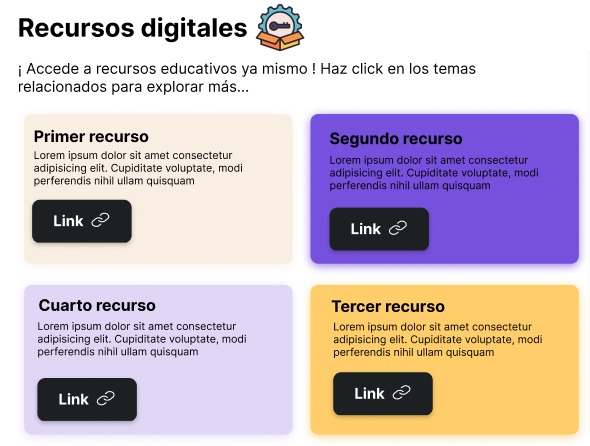 Recursos digitales
¡ Accede a recursos educativos ya mismo ! Haz click en los temas
relacionados para explorar más...
Primer recurso
Lorem ipsum dolor sit amet consectetur
adipisicing elit. Cupiditate voluptate, modi
perferendis nihil ullam quisquam
Link
Segundo recurso
Lorem ipsum dolor sit amet consectetur
adipisicing elit. Cupiditate voluptate, modi
perferendis nihil ullam quisquam
Link
Cuarto recurso
Lorem ipsum dolor sit amet consectetur
adipisicing elit. Cupiditate voluptate, modi
perferendis nihil ullam quisquam
Link
Tercer recurso
Lorem ipsum dolor sit amet consectetur
adipisicing elit. Cupiditate voluptate, modi
perferendis nihil ullam quisquam
Link